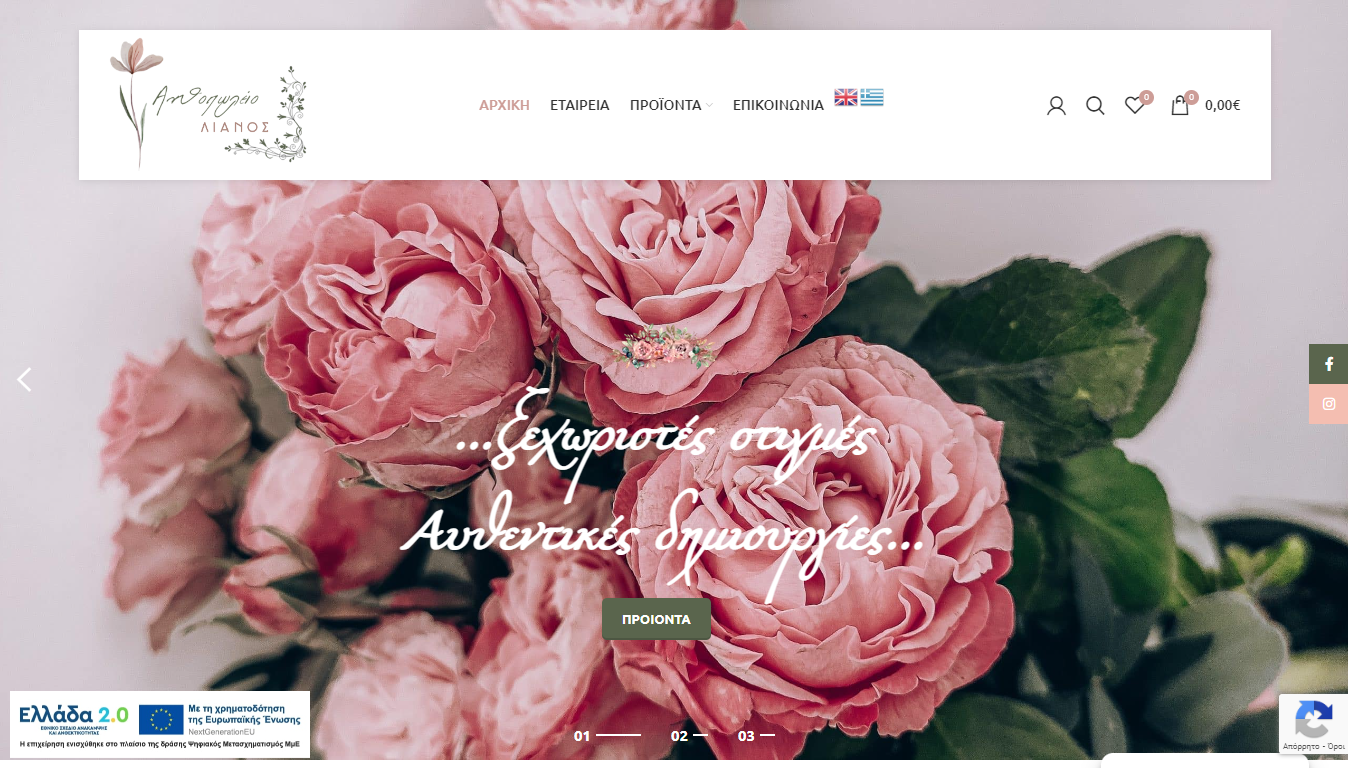 Ανθοπωλείο
ΛΙΑΝΟΣ
ΑΡΧΙΚΗ ΕΤΑΙΡΕΙΑ ΠΡΟΪΟΝΤΑ ΕΠΙΚΟΙΝΩΝΙΑ
0 0 0,00€
...ξεχωριστές στιγμές
Αυθεντικές δημιουργίες...
ΠΡΟΙΟΝΤΑ
01 02 03
Ελλάδα 2.0
ΕΘΝΙΚΟ ΣΧΕΔΙΟ ΑΝΑΚΑΜΨΗΣ
ΚΑΙ ΑΝΘΕΚΤΙΚΟΤΗΤΑΣ
Με τη χρηματοδότηση
της Ευρωπαϊκής Ένωσης
NextGenerationEU
Η επιχείρηση ενισχύθηκε στο πλαίσιο της δράσης Ψηφιακός Μετασχηματισμός ΜμΕ
Απόρρητο - Όροι